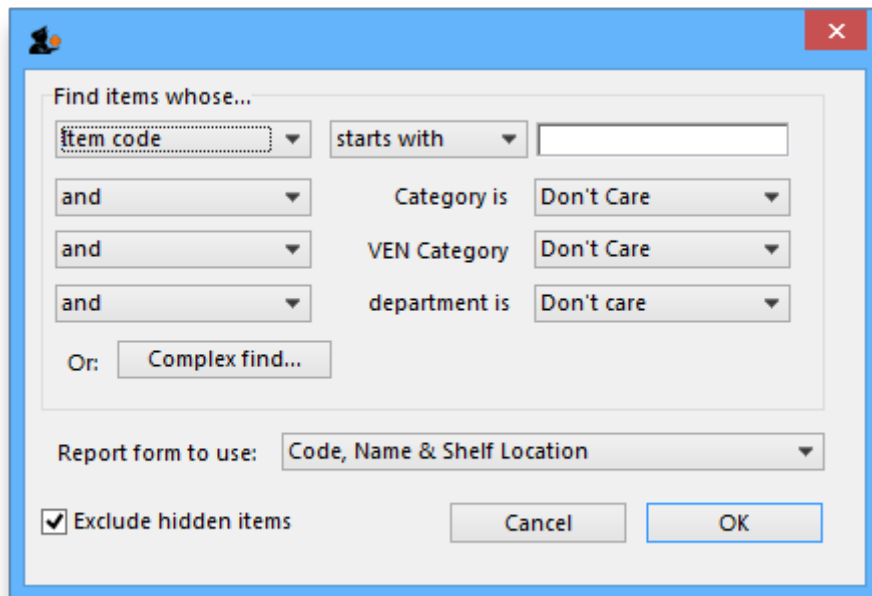 Find items whose...
Item code starts with
and Category is Don't Care
and VEN Category Don't Care
and department is Don't care
Or: Complex find...
Report form to use: Code, Name & Shelf Location
Exclude hidden items Cancel OK